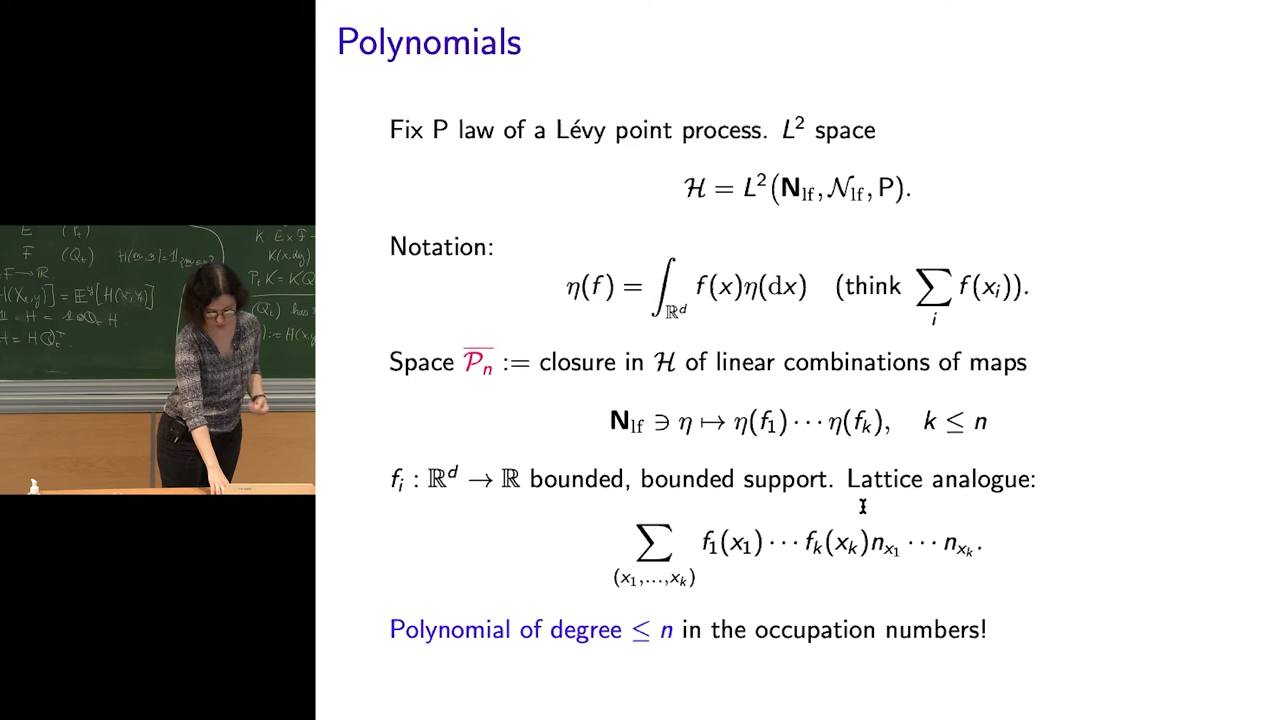 Polynomials
Fix P law of a Lévy point process. L² space
ℋ = L²(N_lf, 𝒩_lf, P).
Notation:
η(f) = ∫_{ℝ^d} f(x)η(dx) (think ∑_i f(x_i)).
Space \overline{𝒫_n} := closure in ℋ of linear combinations of maps
N_lf ∋ η ↦ η(f_1) ⋯ η(f_k), k ≤ n
f_i : ℝ^d → ℝ bounded, bounded support. Lattice analogue:
∑_{(x_1,...,x_k)} f_1(x_1) ⋯ f_k(x_k) n_{x_1} ⋯ n_{x_k}.
Polynomial of degree ≤ n in the occupation numbers!